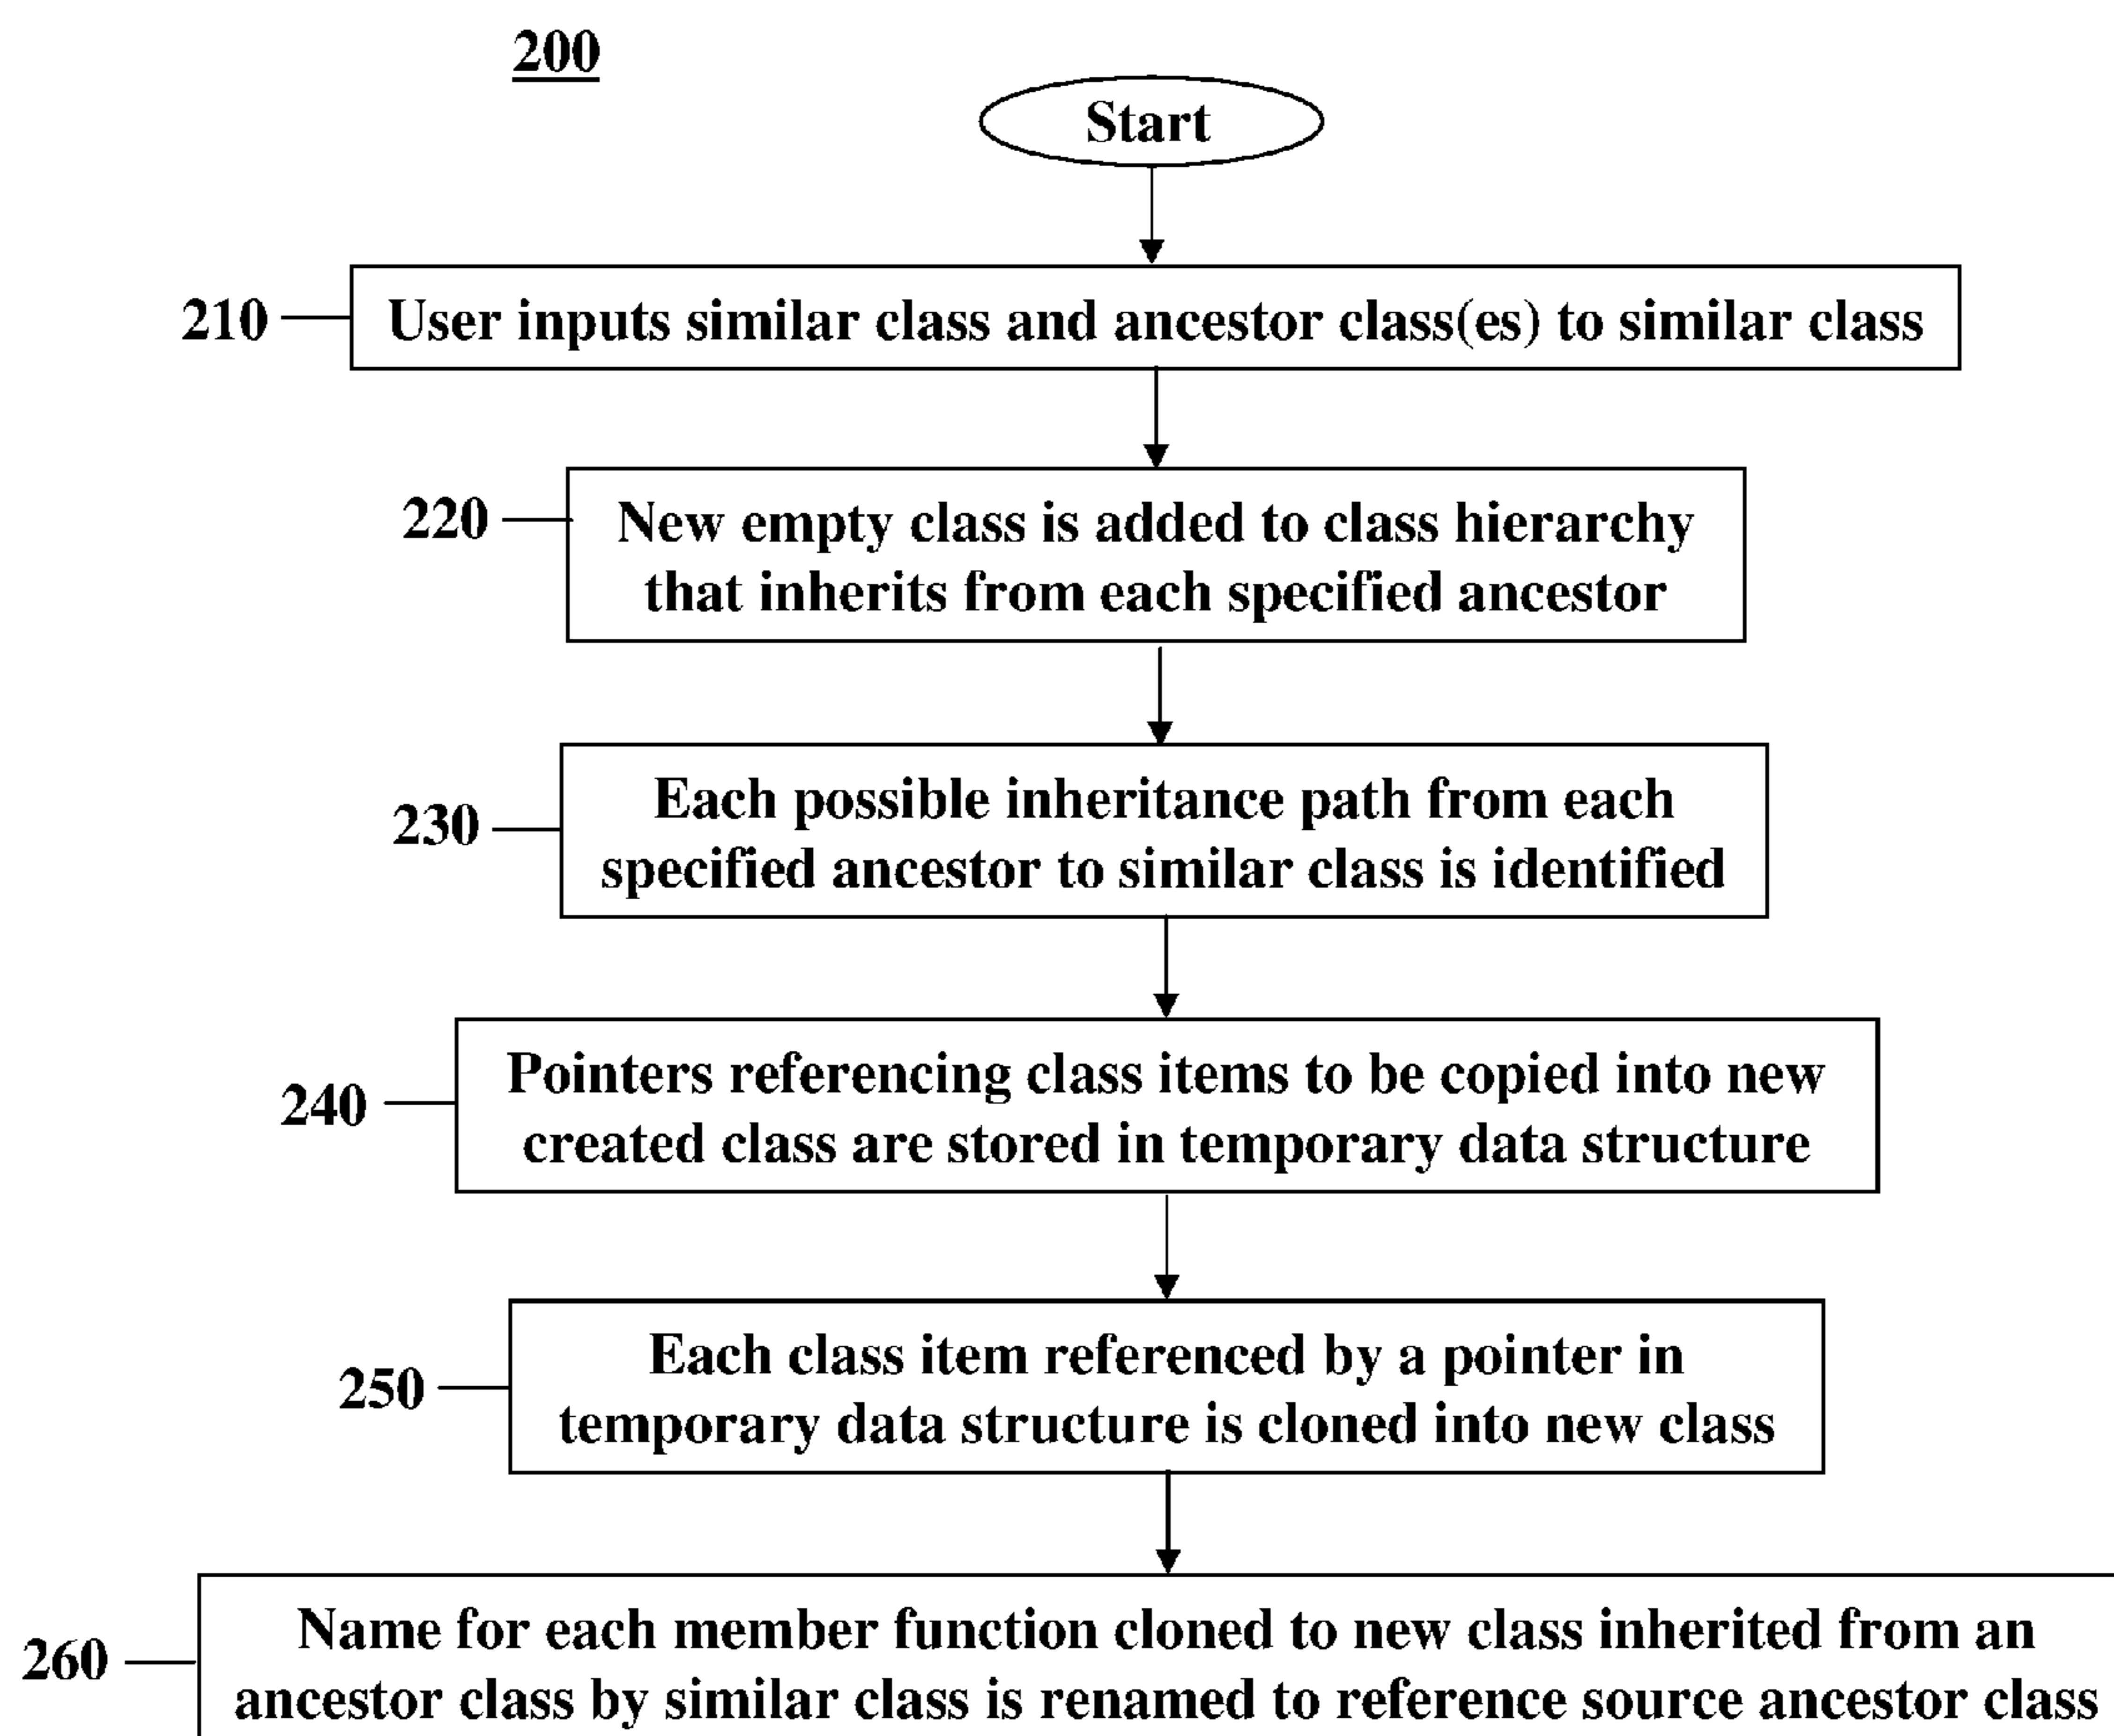 200
Start
210
User inputs similar class and ancestor class(es) to similar class
220
New empty class is added to class hierarchy
that inherits from each specified ancestor
230
Each possible inheritance path from each
specified ancestor to similar class is identified
240
Pointers referencing class items to be copied into new
created class are stored in temporary data structure
250
Each class item referenced by a pointer in
temporary data structure is cloned into new class
260
Name for each member function cloned to new class inherited from an
ancestor class by similar class is renamed to reference source ancestor class